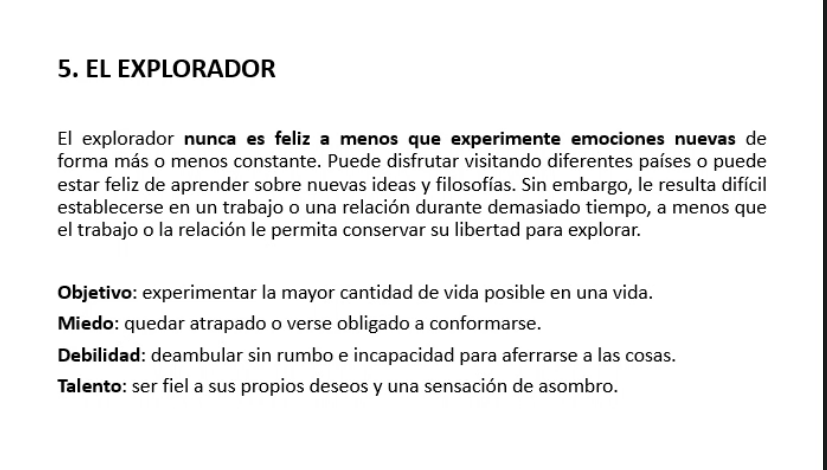 5. EL EXPLORADOR
El explorador nunca es feliz a menos que experimente emociones nuevas de
forma más o menos constante. Puede disfrutar visitando diferentes países o puede
estar feliz de aprender sobre nuevas ideas y filosofías. Sin embargo, le resulta difícil
establecerse en un trabajo o una relación durante demasiado tiempo, a menos que
el trabajo o la relación le permita conservar su libertad para explorar.
Objetivo: experimentar la mayor cantidad de vida posible en una vida.
Miedo: quedar atrapado o verse obligado a conformarse.
Debilidad: deambular sin rumbo e incapacidad para aferrarse a las cosas.
Talento: ser fiel a sus propios deseos y una sensación de asombro.